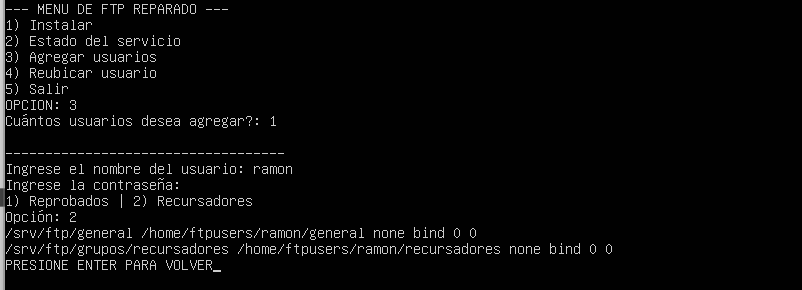 --- MENU DE FTP REPARADO ---
1) Instalar
2) Estado del servicio
3) Agregar usuarios
4) Reubicar usuario
5) Salir
OPCION: 3
Cuántos usuarios desea agregar?: 1
--------------------------------
Ingrese el nombre del usuario: ramon
Ingrese la contraseña:
1) Reprobados | 2) Recursadores
Opción: 2
/srv/ftp/general /home/ftpusers/ramon/general none bind 0 0
/srv/ftp/grupos/recursadores /home/ftpusers/ramon/recursadores none bind 0 0
PRESIONE ENTER PARA VOLVER_